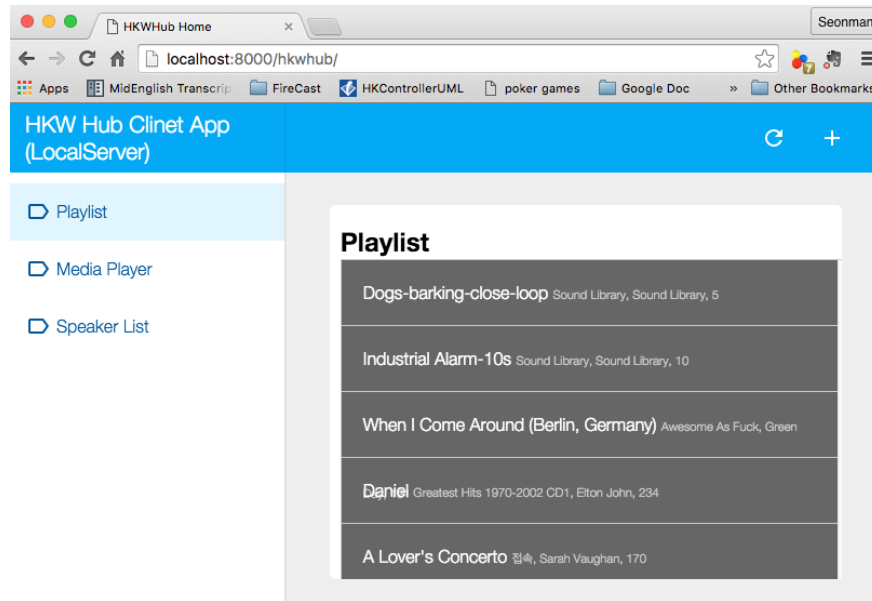 HKWHub Home
Seonman
localhost:8000/hkwhub/
7
Apps MidEnglish Transcrip FireCast HKControllerUML poker games Google Doc » Other Bookmarks
HKW Hub Clinet App
(LocalServer)
Playlist
Media Player
Speaker List
Playlist
Dogs-barking-close-loop Sound Library, Sound Library, 5
Industrial Alarm-10s Sound Library, Sound Library, 10
When I Come Around (Berlin, Germany) Awesome As Fuck, Green
Daniel Greatest Hits 1970-2002 CD1, Elton John, 234
A Lover's Concerto 접속, Sarah Vaughan, 170